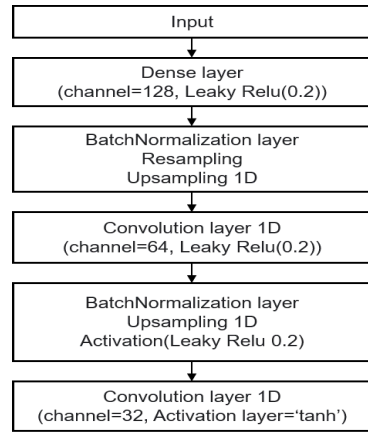 Input
Dense layer
(channel=128, Leaky Relu(0.2))
BatchNormalization layer
Resampling
Upsampling 1D
Convolution layer 1D
(channel=64, Leaky Relu(0.2))
BatchNormalization layer
Upsampling 1D
Activation(Leaky Relu 0.2)
Convolution layer 1D
(channel=32, Activation layer=‘tanh’)